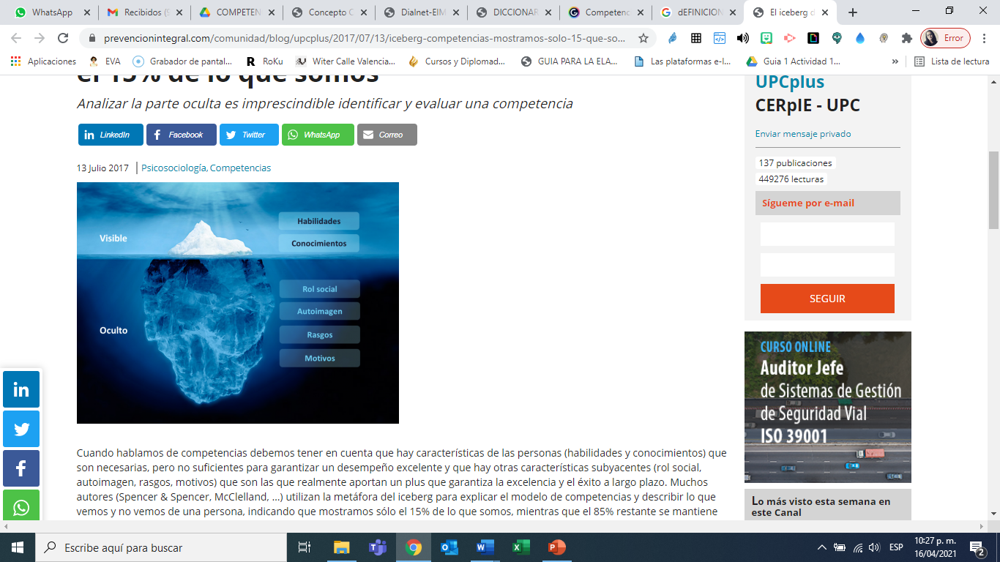 WhatsApp
Recibidos (9
COMPETEN
Concepto C
Dialnet-ElM
DICCIONAR
Competenc
dEFINICION
El iceberg d
prevencionintegral.com/comunidad/blog/upcplus/2017/07/13/iceberg-competencias-mostramos-solo-15-que-so...
Error
Aplicaciones
EVA
Grabador de pantal...
RoKu
Witer Calle Valencia...
Cursos y Diplomad...
GUIA PARA LA ELA...
Las plataformas e-l...
Guia 1 Actividad 1...
»
Lista de lectura
el 15% de lo que somos
Analizar la parte oculta es imprescindible identificar y evaluar una competencia
LinkedIn
Facebook
Twitter
WhatsApp
Correo
13 Julio 2017 | Psicosociología, Competencias
Visible
Habilidades
Conocimientos
Oculto
Rol social
Autoimagen
Rasgos
Motivos
Cuando hablamos de competencias debemos tener en cuenta que hay características de las personas (habilidades y conocimientos) que
son necesarias, pero no suficientes para garantizar un desempeño excelente y que hay otras características subyacentes (rol social,
autoimagen, rasgos, motivos) que son las que realmente aportan un plus que garantiza la excelencia y el éxito a largo plazo. Muchos
autores (Spencer & Spencer, McClelland, ...) utilizan la metáfora del iceberg para explicar el modelo de competencias y describir lo que
vemos y no vemos de una persona, indicando que mostramos sólo el 15% de lo que somos, mientras que el 85% restante se mantiene
UPCplus
CERpIE - UPC
Enviar mensaje privado
137 publicaciones
449276 lecturas
Sígueme por e-mail
SEGUIR
CURSO ONLINE
Auditor Jefe
de Sistemas de Gestión
de Seguridad Vial
ISO 39001
Lo más visto esta semana en
este Canal
Escribe aquí para buscar
ESP
10:27 p. m.
16/04/2021
2